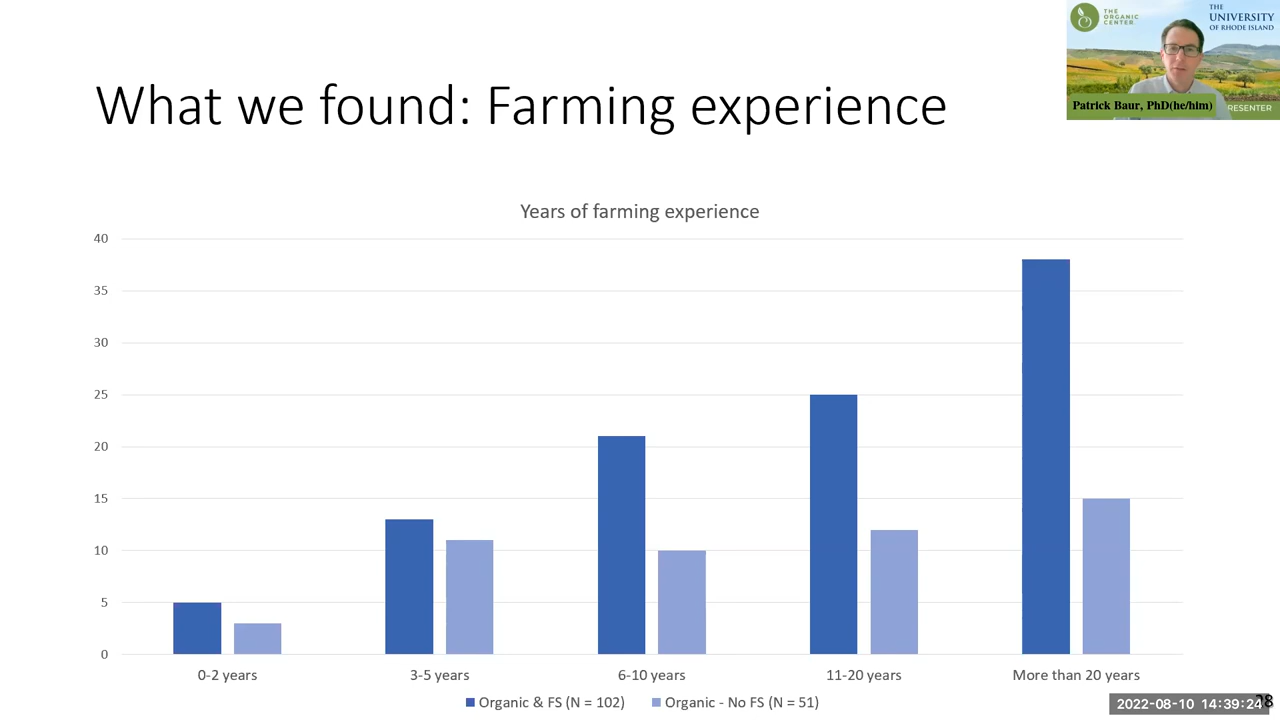 THE
ORGANIC
CENTER
THE
UNIVERSITY
OF RHODE ISLAND
Patrick Baur, PhD(he/him)
RESENTER
What we found: Farming experience
Years of farming experience
40
35
30
25
20
15
10
5
0
0-2 years
3-5 years
6-10 years
11-20 years
More than 20 years
Organic & FS (N = 102)
Organic - No FS (N = 51)
2022-08-10 14:39:24